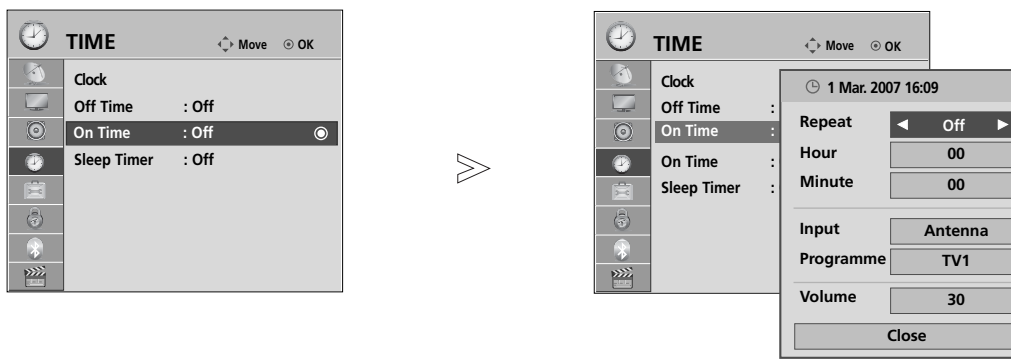 TIME Move OK
Clock
Off Time : Off
On Time : Off
Sleep Timer : Off
TIME Move OK
Clock
Off Time :
On Time :
On Time :
Sleep Timer :
1 Mar. 2007 16:09
Repeat Off
Hour 00
Minute 00
Input Antenna
Programme TV1
Volume 30
Close